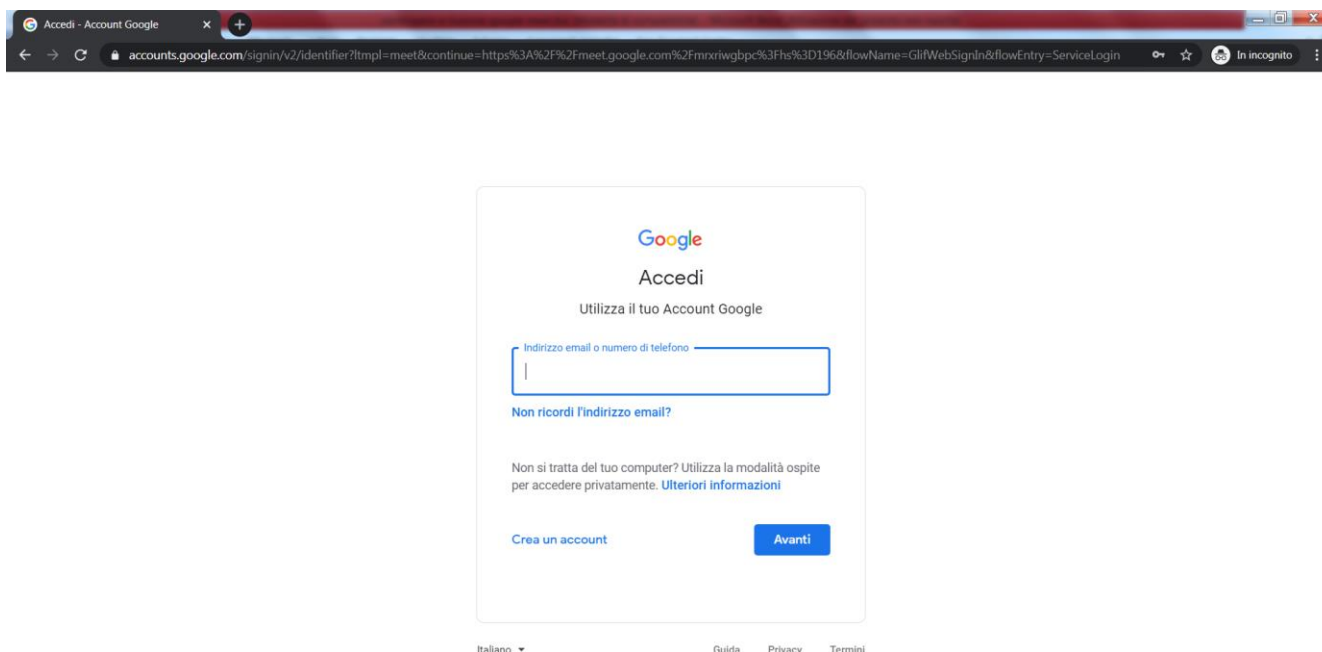 Accedi - Account Google
accounts.google.com/signin/v2/identifier?ltmpl=meet&continue=https%3A%2F%2Fmeet.google.com%2Fmrxriwgbpc%3Fhs%3D196&flowName=GlifWebSignIn&flowEntry=ServiceLogin
In incognito
Google
Accedi
Utilizza il tuo Account Google
Indirizzo email o numero di telefono
Non ricordi l'indirizzo email?
Non si tratta del tuo computer? Utilizza la modalità ospite
per accedere privatamente. Ulteriori informazioni
Crea un account
Avanti
Italiano
Guida Privacy Termini